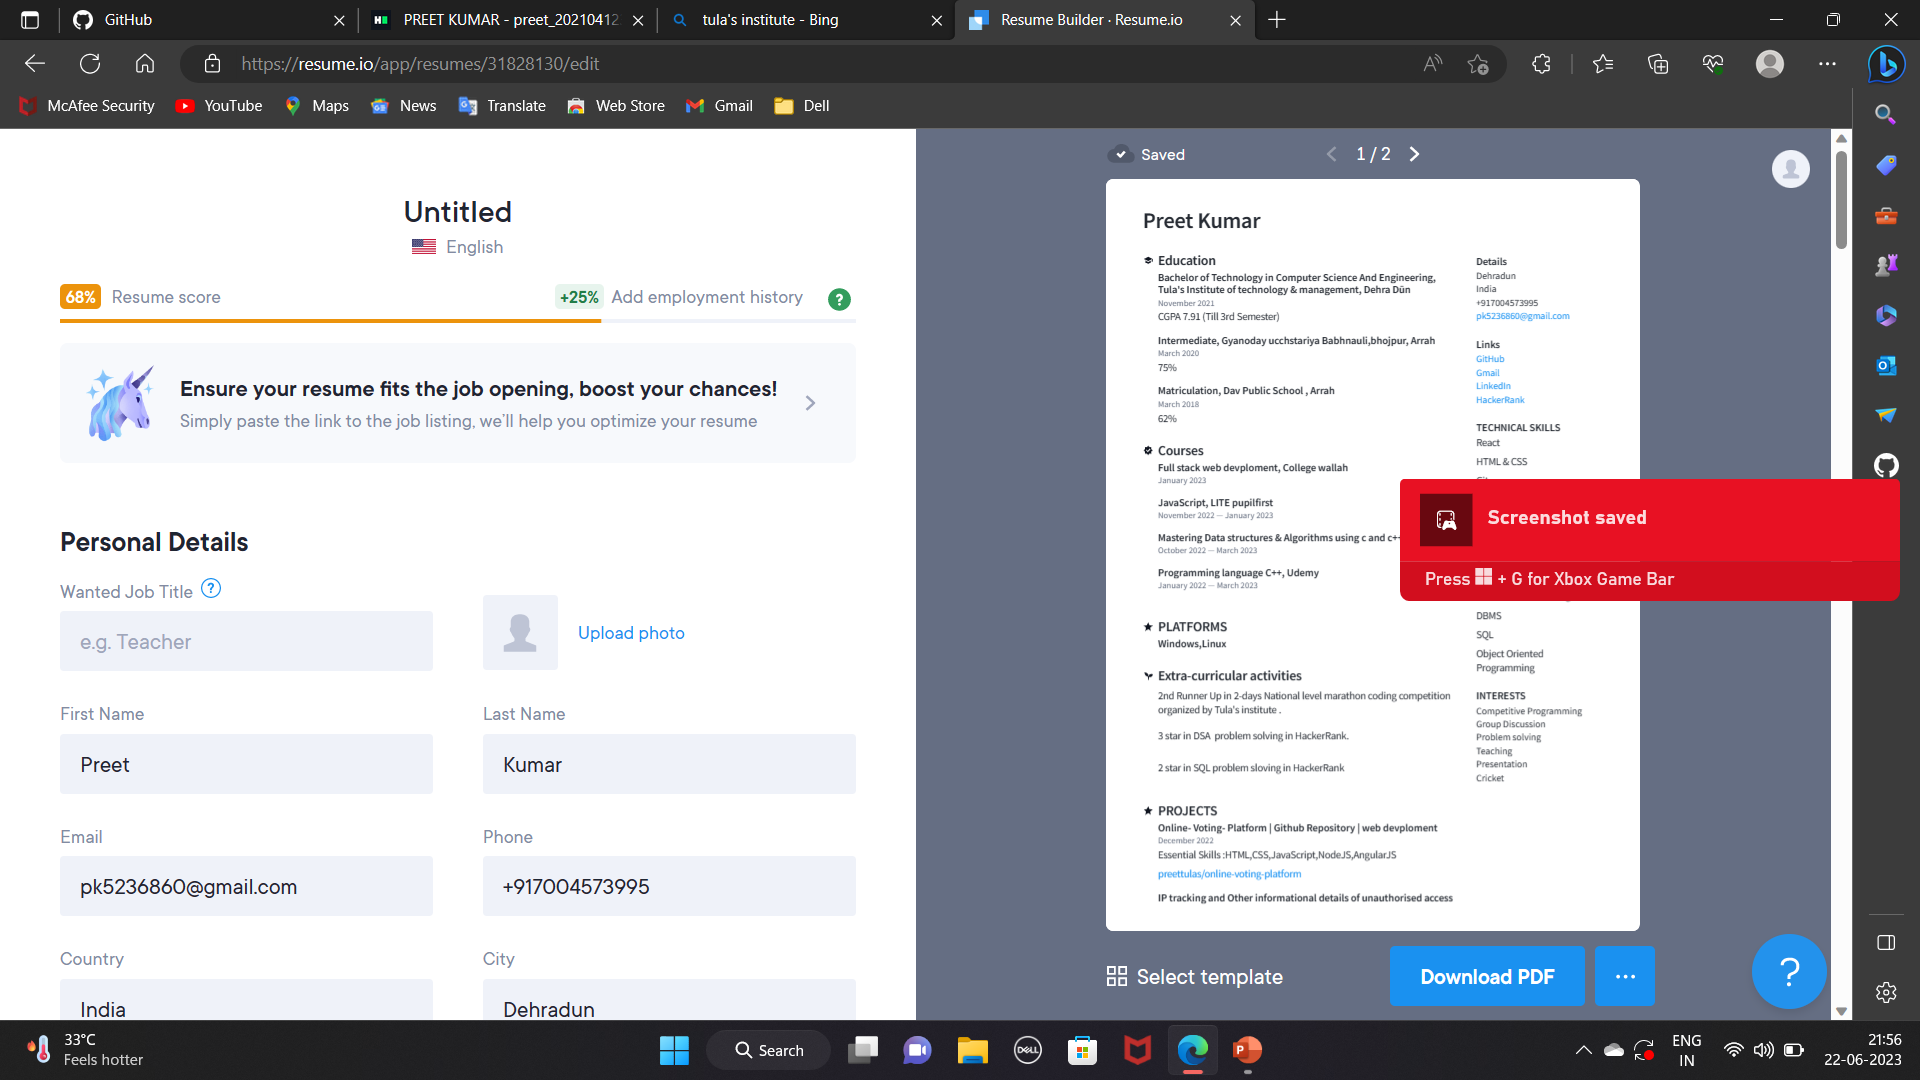 GitHub
PREET KUMAR - preet_20210412
tula's institute - Bing
Resume Builder · Resume.io
https://resume.io/app/resumes/31828130/edit
McAfee Security
YouTube
Maps
News
Translate
Web Store
Gmail
Dell
Untitled
English
68% Resume score
+25% Add employment history
?
Ensure your resume fits the job opening, boost your chances!
Simply paste the link to the job listing, we'll help you optimize your resume
Personal Details
Wanted Job Title ?
e.g. Teacher
Upload photo
First Name
Last Name
Preet
Kumar
Email
Phone
pk5236860@gmail.com
+917004573995
Country
City
India
Dehradun
Saved
1 / 2
Preet Kumar
Education
Bachelor of Technology in Computer Science And Engineering,
Tula's Institute of technology & management, Dehra Dūn
November 2021
CGPA 7.91 (Till 3rd Semester)
Intermediate, Gyanoday ucchstariya Babhnauli,bhojpur, Arrah
March 2020
75%
Matriculation, Dav Public School , Arrah
March 2018
62%
Courses
Full stack web devploment, College wallah
January 2023
JavaScript, LITE pupilfirst
November 2022 — January 2023
Mastering Data structures & Algorithms using c and c++
October 2022 — March 2023
Programming language C++, Udemy
January 2022 — March 2023
PLATFORMS
Windows,Linux
Extra-curricular activities
2nd Runner Up in 2-days National level marathon coding competition
organized by Tula's institute .
3 star in DSA problem solving in HackerRank.
2 star in SQL problem sloving in HackerRank
PROJECTS
Online- Voting- Platform | Github Repository | web devploment
December 2022
Essential Skills :HTML,CSS,JavaScript,NodeJS,AngularJS
preettulas/online-voting-platform
IP tracking and Other informational details of unauthorised access
Details
Dehradun
India
+917004573995
pk5236860@gmail.com
Links
GitHub
Gmail
LinkedIn
HackerRank
TECHNICAL SKILLS
React
HTML & CSS
DBMS
SQL
Object Oriented
Programming
INTERESTS
Competitive Programming
Group Discussion
Problem solving
Teaching
Presentation
Cricket
Screenshot saved
Press + G for Xbox Game Bar
Select template
Download PDF
...
?
33°C
Feels hotter
Search
DELL
ENG
IN
21:56
22-06-2023